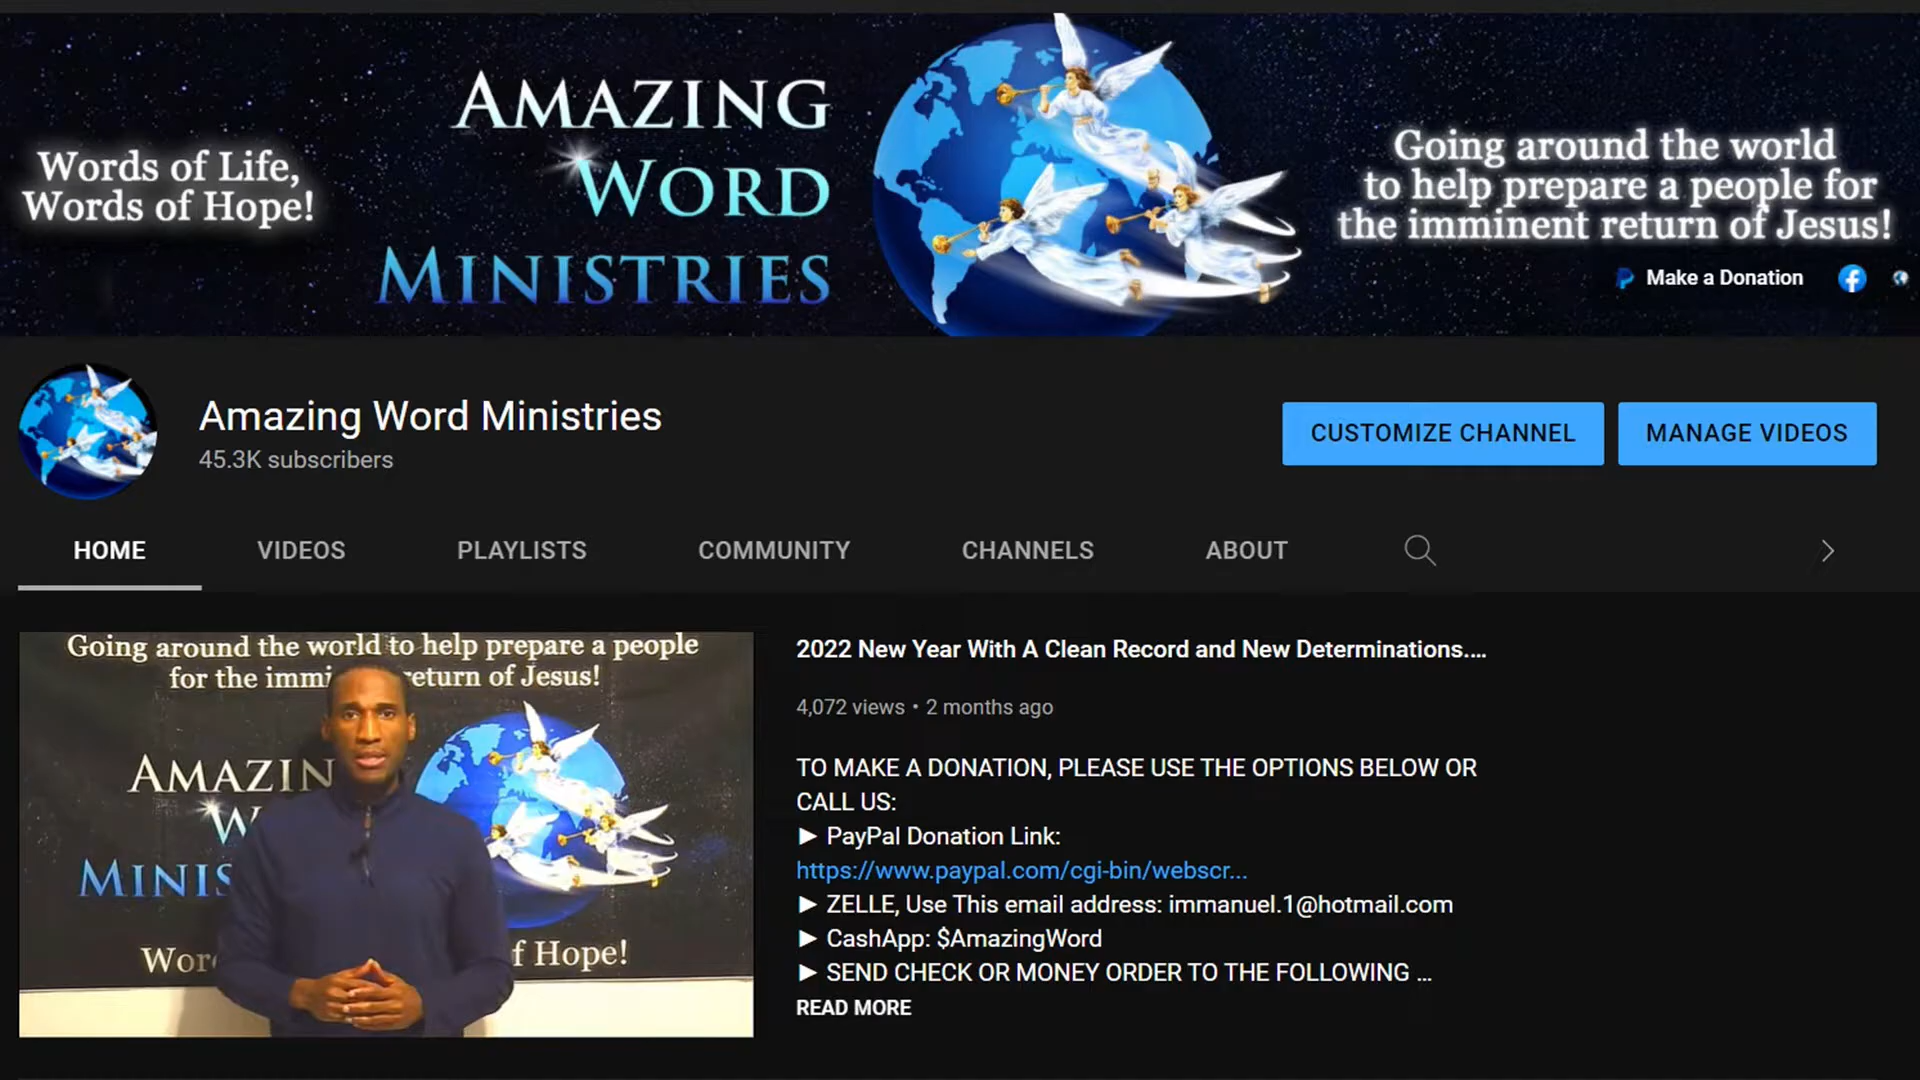 Words of Life,
Words of Hope!
AMAZING
WORD
MINISTRIES
Going around the world
to help prepare a people for
the imminent return of Jesus!
Make a Donation
Amazing Word Ministries
45.3K subscribers
CUSTOMIZE CHANNEL
MANAGE VIDEOS
HOME
VIDEOS
PLAYLISTS
COMMUNITY
CHANNELS
ABOUT
Going around the world to help prepare a people
for the immi return of Jesus!
AMAZIN
W
MINIS
Wor f Hope!
2022 New Year With A Clean Record and New Determinations....
4,072 views • 2 months ago
TO MAKE A DONATION, PLEASE USE THE OPTIONS BELOW OR
CALL US:
► PayPal Donation Link:
https://www.paypal.com/cgi-bin/webscr...
► ZELLE, Use This email address: immanuel.1@hotmail.com
► CashApp: $AmazingWord
► SEND CHECK OR MONEY ORDER TO THE FOLLOWING ...
READ MORE